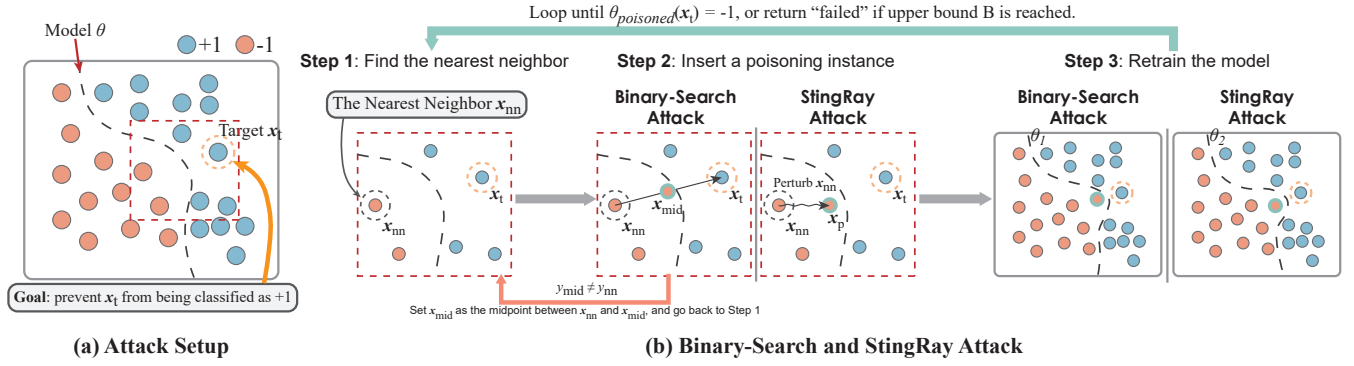 Model θ
+1
-1
Target xt
Goal: prevent xt from being classified as +1
(a) Attack Setup
Loop until θpoisoned(xt) = -1, or return “failed” if upper bound B is reached.
Step 1: Find the nearest neighbor
The Nearest Neighbor xnn
xt
xnn
Step 2: Insert a poisoning instance
Binary-Search
Attack
xt
xmid
xnn
StingRay
Attack
Perturb xnn
xt
xnn
xp
ymid ≠ ynn
Set xmid as the midpoint between xnn and xmid, and go back to Step 1
Step 3: Retrain the model
Binary-Search
Attack
θ1
StingRay
Attack
θ2
(b) Binary-Search and StingRay Attack